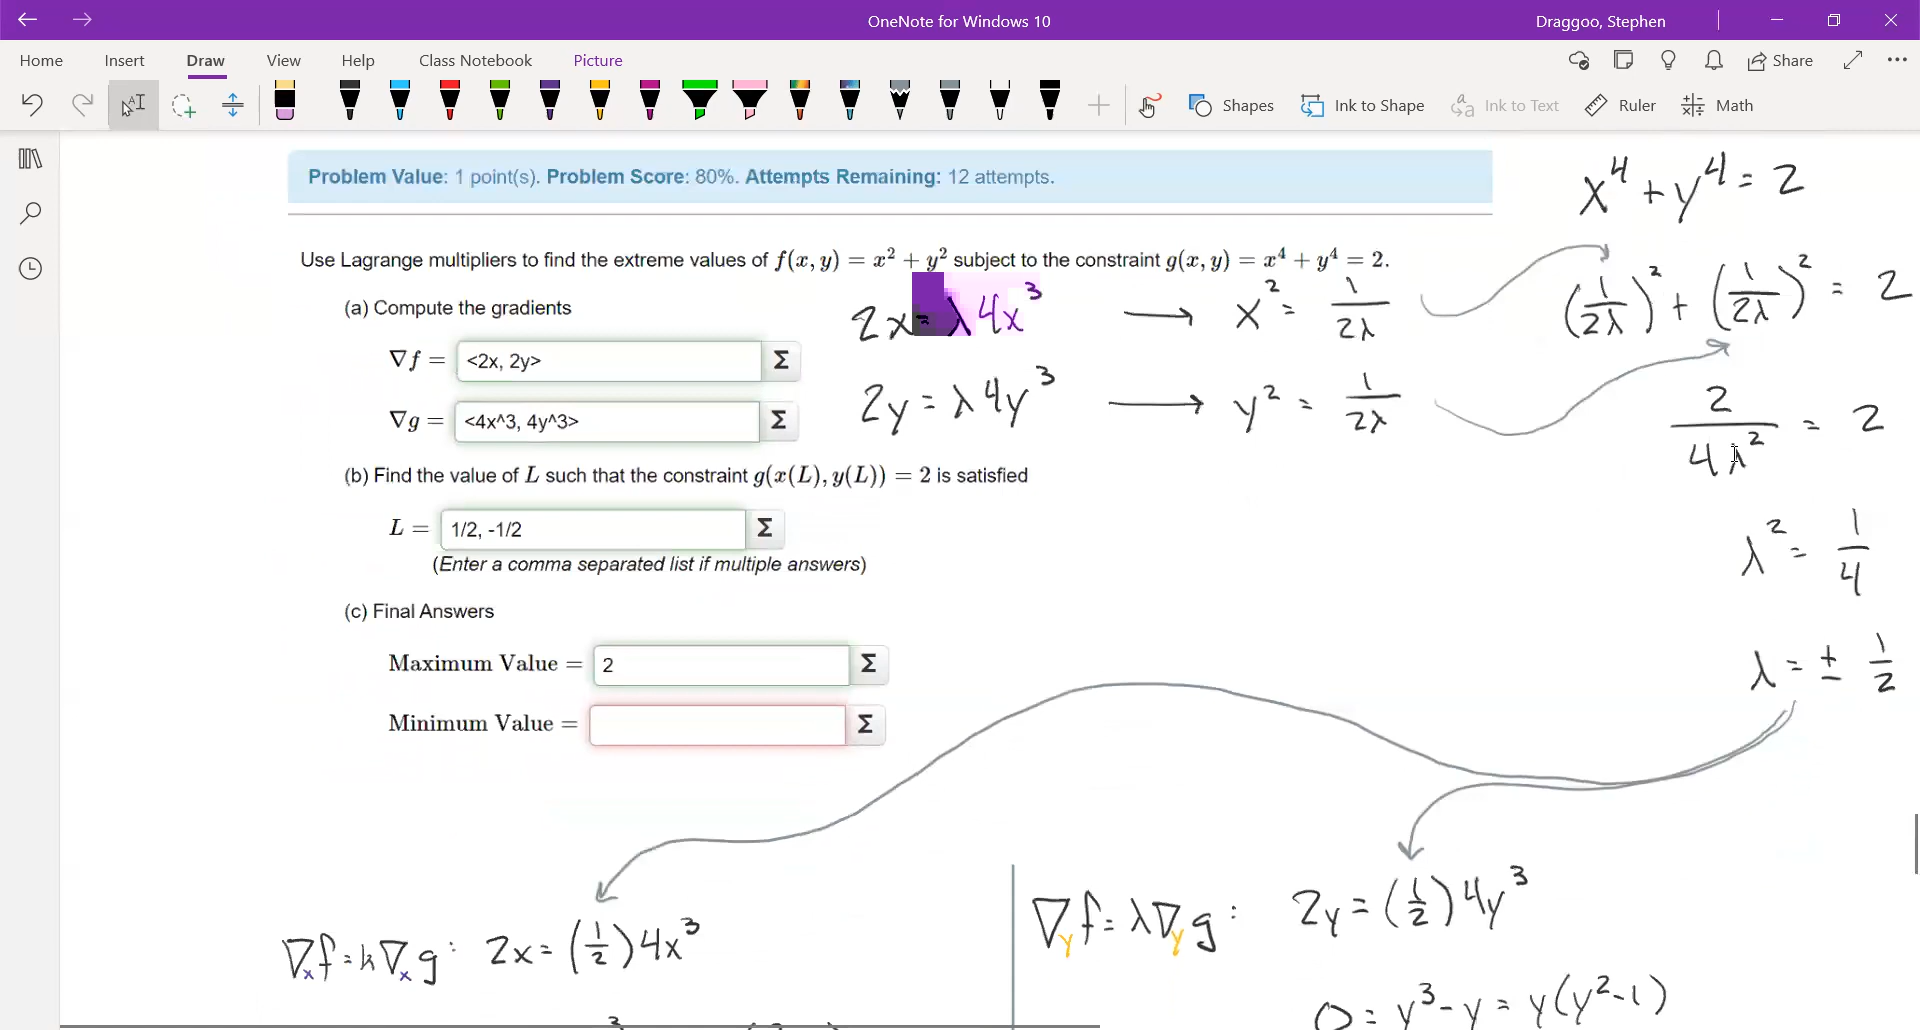 OneNote for Windows 10
Draggoo, Stephen
Home Insert Draw View Help Class Notebook Picture
Share
Shapes Ink to Shape Ink to Text Ruler Math
Problem Value: 1 point(s). Problem Score: 80%. Attempts Remaining: 12 attempts.
x⁴ + y⁴ = 2
Use Lagrange multipliers to find the extreme values of f(x, y) = x² + y² subject to the constraint g(x, y) = x⁴ + y⁴ = 2.
(a) Compute the gradients
2x = λ4x³ → x² = 1/2λ
(1/2λ)² + (1/2λ)² = 2
∇f = <2x, 2y> Σ
2y = λ4y³ → y² = 1/2λ
∇g = <4x^3, 4y^3> Σ
2/4λ² = 2
(b) Find the value of L such that the constraint g(x(L), y(L)) = 2 is satisfied
L = 1/2, -1/2 Σ
λ² = 1/4
(Enter a comma separated list if multiple answers)
(c) Final Answers
Maximum Value = 2 Σ
λ = ± 1/2
Minimum Value = Σ
∇ₓf = λ∇ₓg : 2x = (1/2)4x³
∇yf = λ∇yg : 2y = (1/2)4y³
0 = y³ - y = y(y² - 1)